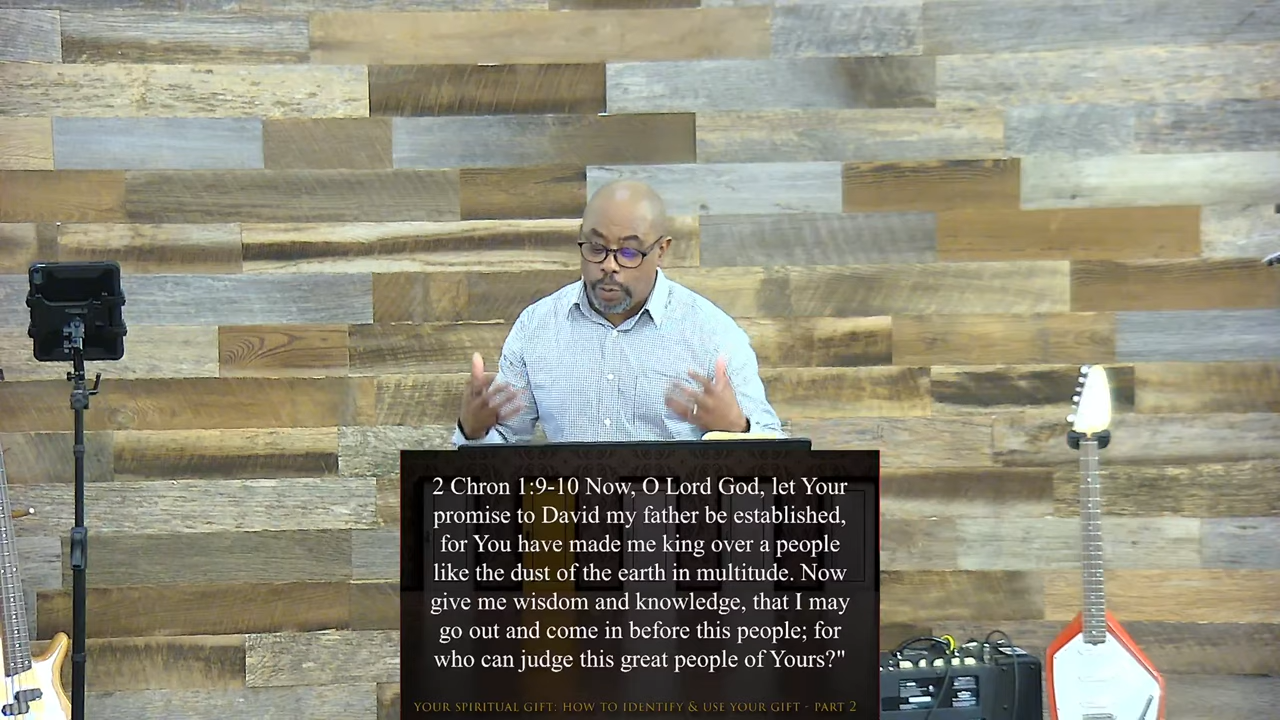 2 Chron 1:9-10 Now, O Lord God, let Your
promise to David my father be established,
for You have made me king over a people
like the dust of the earth in multitude. Now
give me wisdom and knowledge, that I may
go out and come in before this people; for
who can judge this great people of Yours?"
YOUR SPIRITUAL GIFT: HOW TO IDENTIFY & USE YOUR GIFT - PART 2